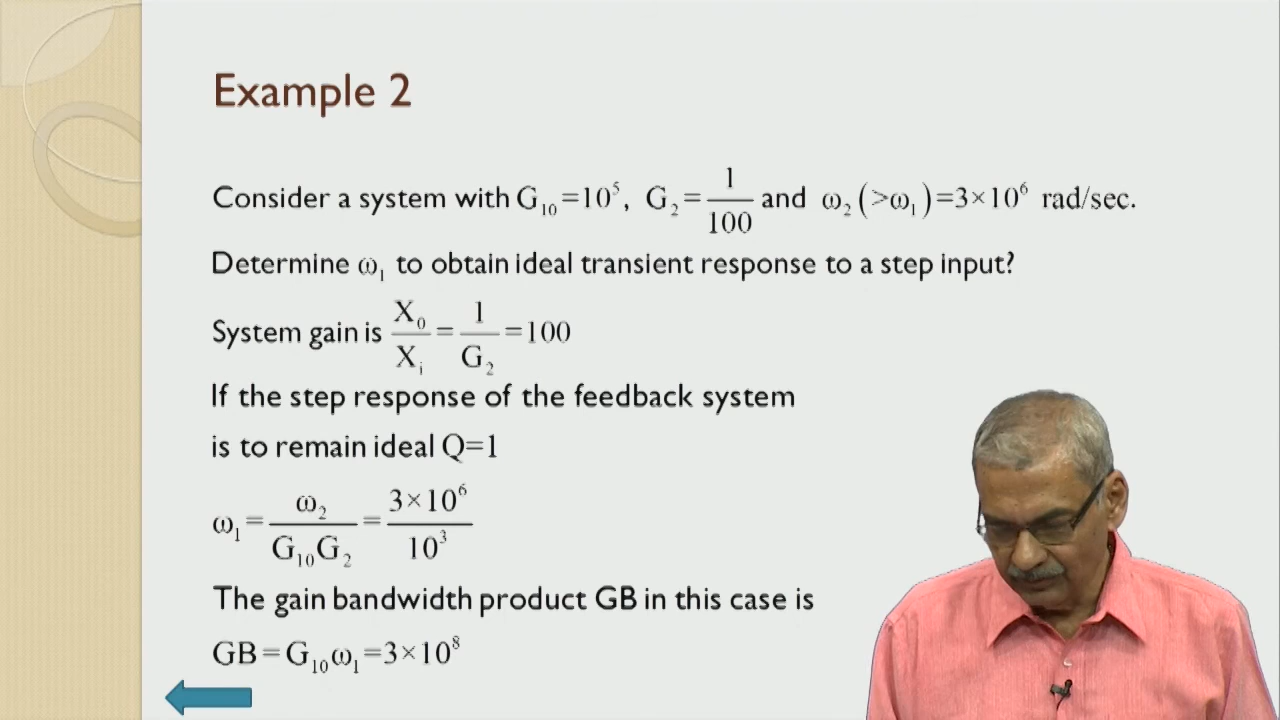 Example 2
Consider a system with G₁₀=10⁵, G₂=1/100 and ω₂(>ω₁)=3×10⁶ rad/sec.
Determine ω₁ to obtain ideal transient response to a step input?
System gain is X₀/Xᵢ=1/G₂=100
If the step response of the feedback system
is to remain ideal Q=1
ω₁=ω₂/G₁₀G₂=3×10⁶/10³
The gain bandwidth product GB in this case is
GB=G₁₀ω₁=3×10⁸